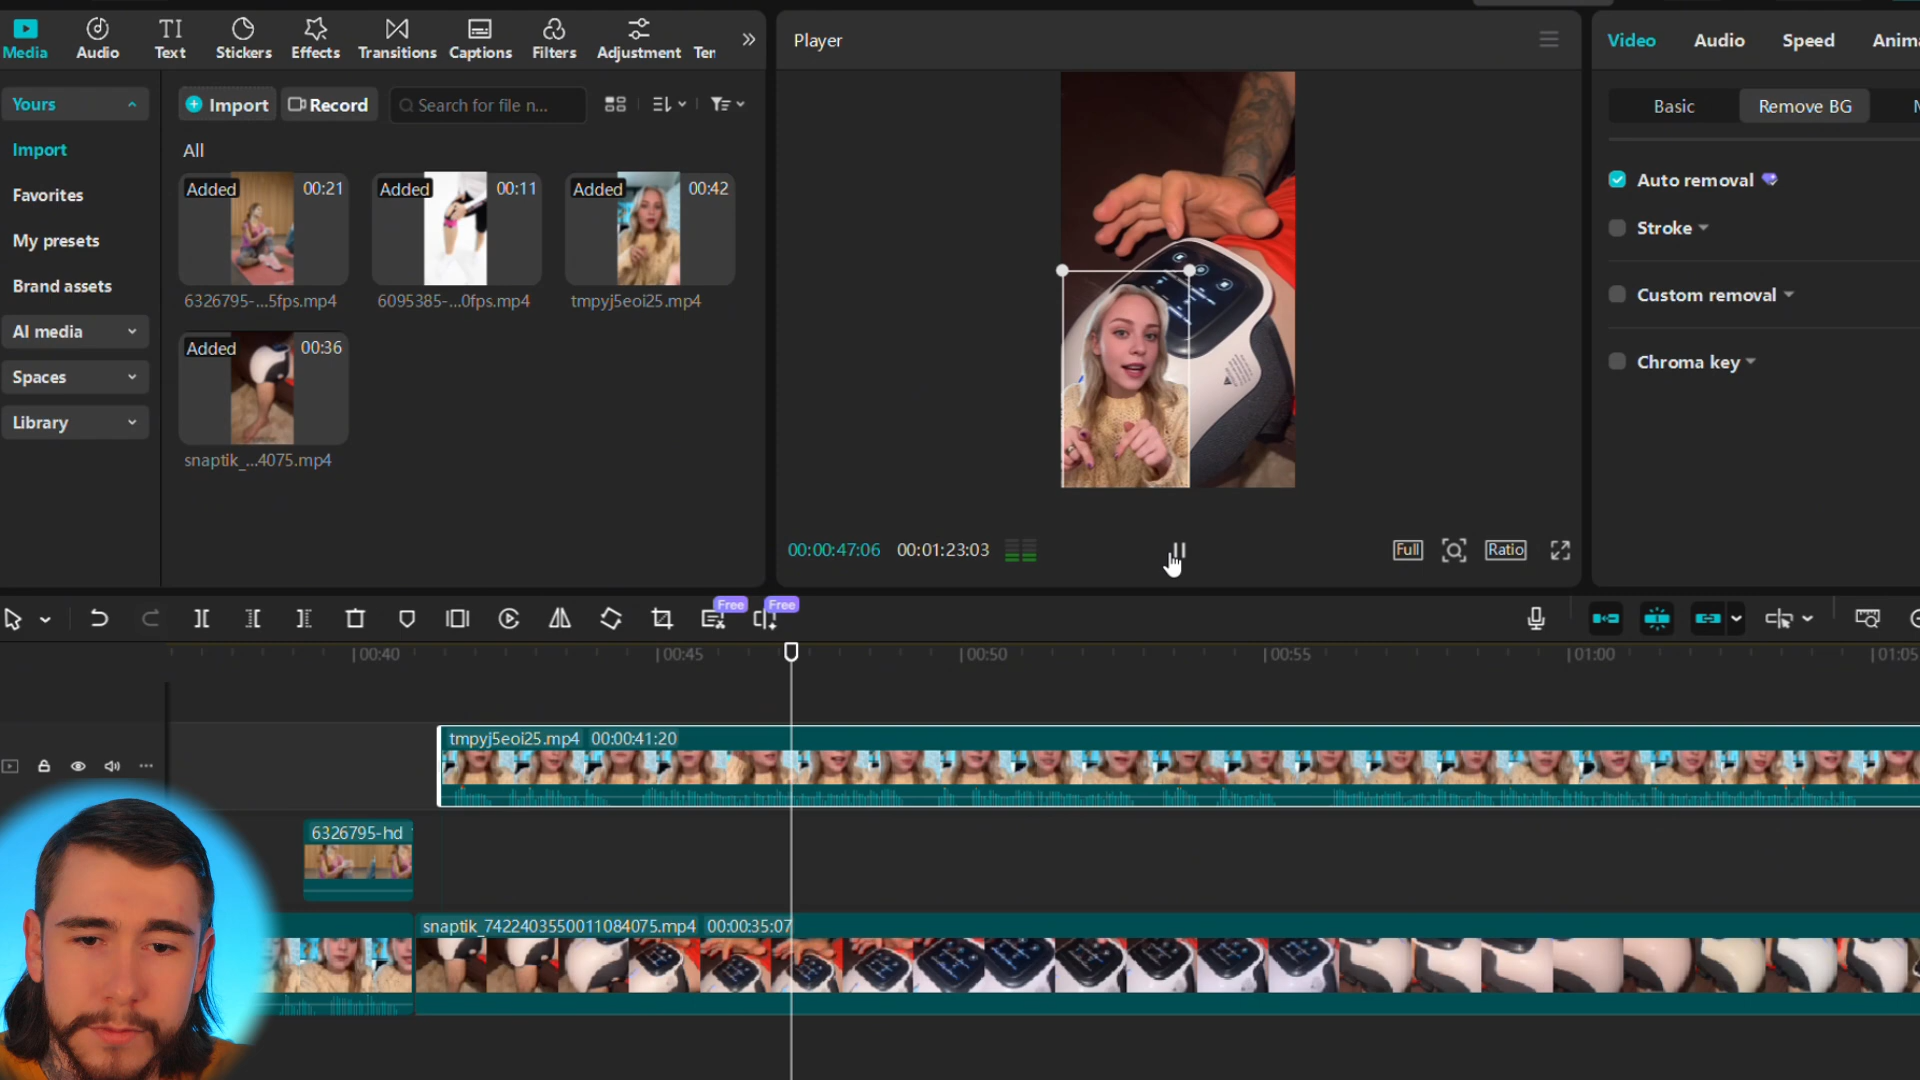 Media
Audio
Text
Stickers
Effects
Transitions
Captions
Filters
Adjustment
Player
Video
Audio
Speed
Yours
Import
Record
Search for file n...
Basic
Remove BG
Import
All
Favorites
Added 00:21
Added 00:11
Added 00:42
Auto removal
My presets
Stroke
Brand assets
6326795-...5fps.mp4
6095385-...0fps.mp4
tmpyj5eoi25.mp4
Custom removal
AI media
Added 00:36
Chroma key
Spaces
Library
snaptik_...4075.mp4
00:00:47:06 00:01:23:03
Full
Ratio
Free
Free
00:40
00:45
00:50
00:55
01:00
01:05
tmpyj5eoi25.mp4 00:00:41:20
6326795-hd
snaptik_7422403550011084075.mp4 00:00:35:07